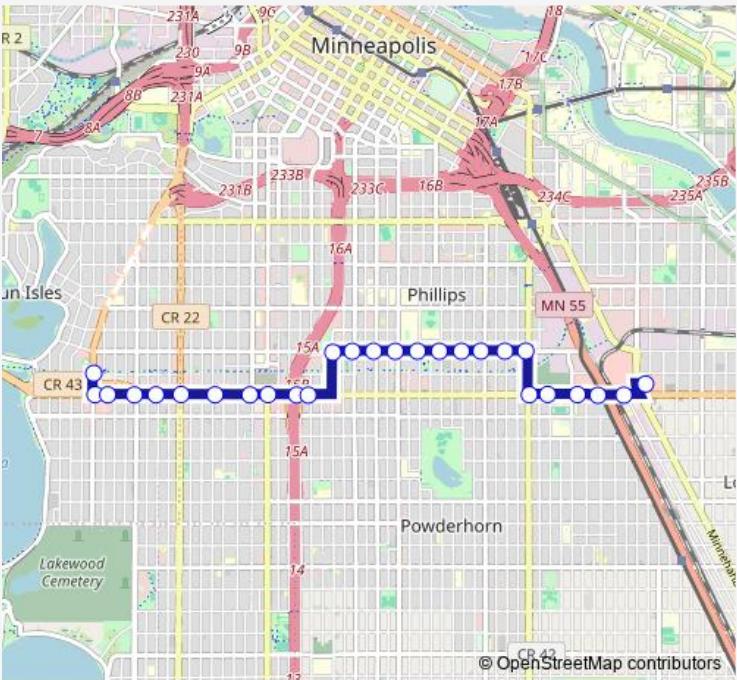 231A
9C
18
R 2
230
9B
Minneapolis
17C
9A
8B
231A
17B
7
8A
17A
233B
231B
233C
16B
234C
235B
235A
16A
un Isles
Phillips
MN 55
CR 22
15A
CR 43
15B
15A
Powderhorn
Lakewood
Cemetery
14
Minnehah
CR 42
13
© OpenStreetMap contributors